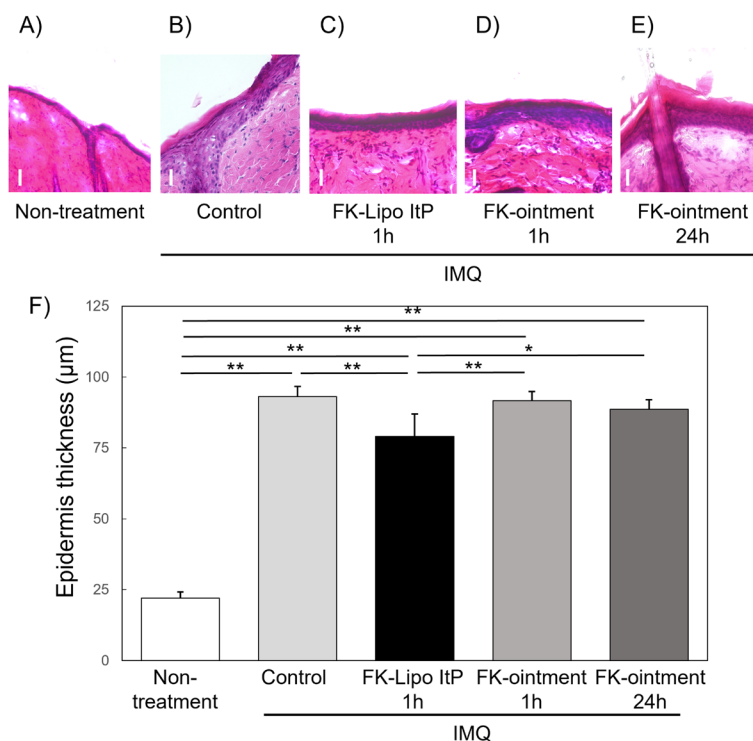 A)
B)
C)
D)
E)
Non-treatment
Control
FK-Lipo ItP
1h
FK-ointment
1h
FK-ointment
24h
IMQ
F)
Epidermis thickness (μm)
125
100
75
50
25
0
**
**
**
*
**
**
**
Non-
treatment
Control
FK-Lipo ItP
1h
FK-ointment
1h
FK-ointment
24h
IMQ